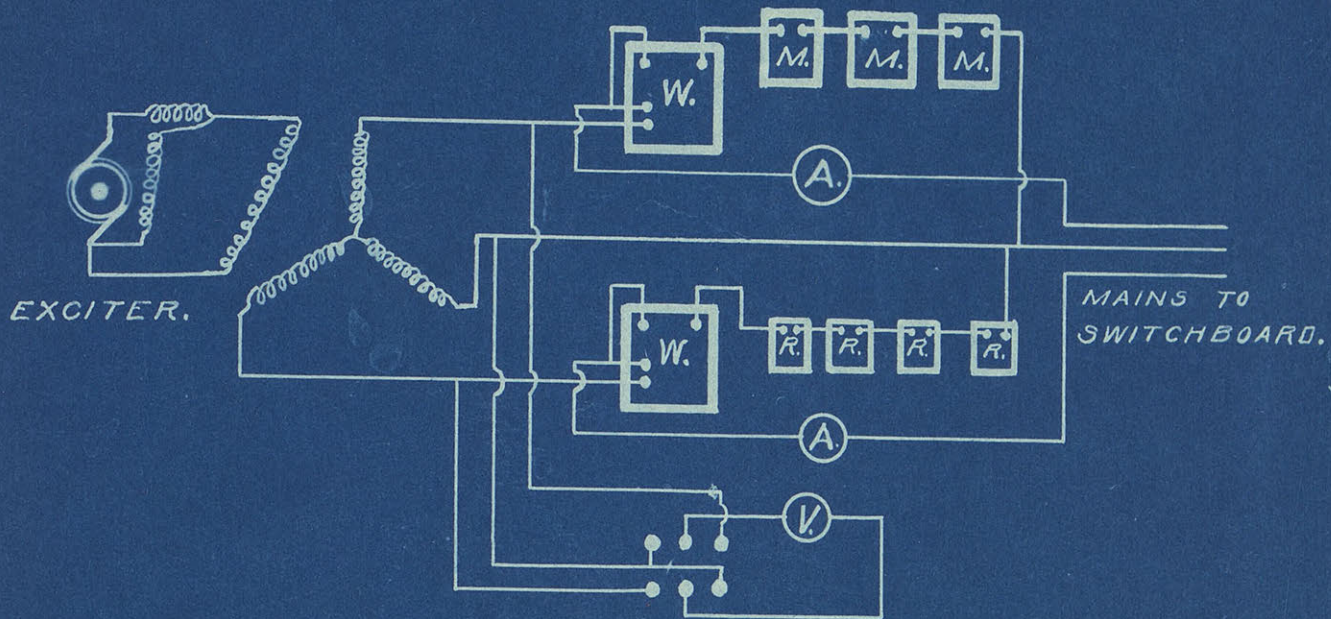 W.
M.
M.
M.
A.
EXCITER.
W.
R.
R.
R.
R.
MAINS TO
SWITCHBOARD.
A.
V.